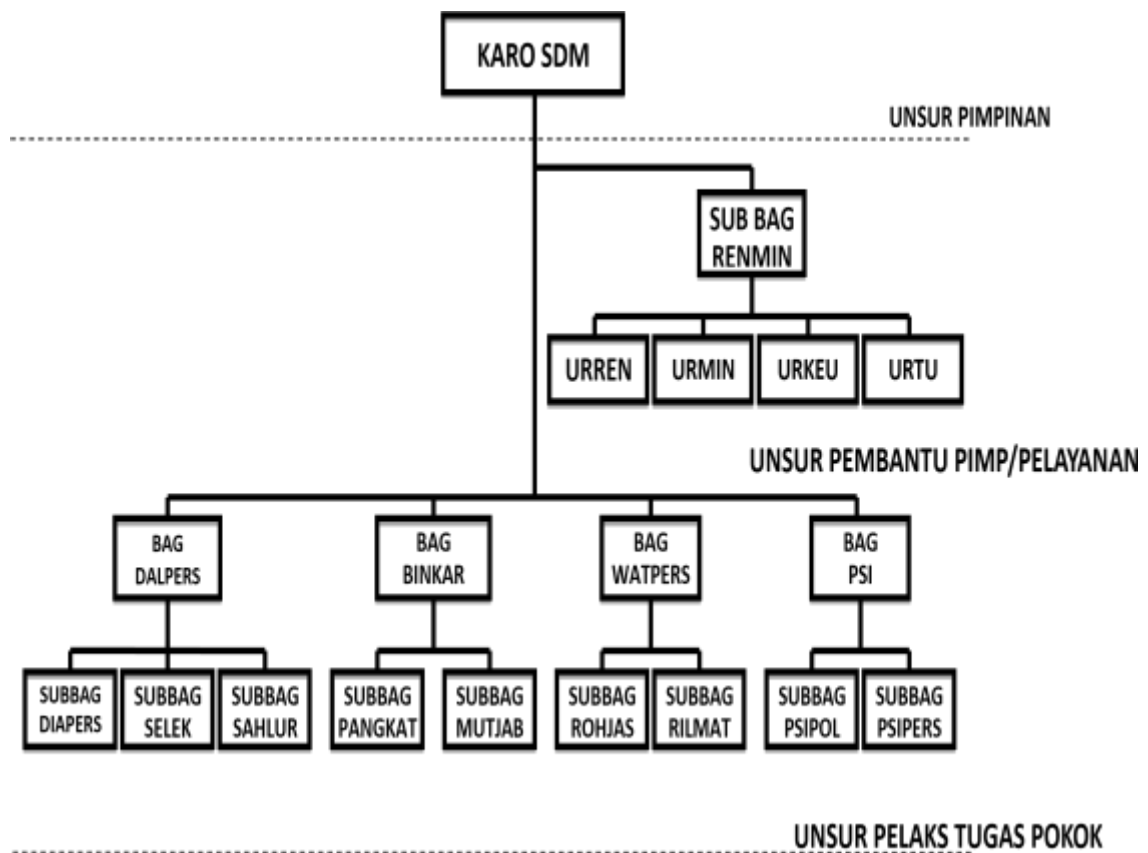 KARO SDM
UNSUR PIMPINAN
SUB BAG
RENMIN
URREN
URMIN
URKEU
URTU
UNSUR PEMBANTU PIMP/PELAYANAN
BAG
DALPERS
BAG
BINKAR
BAG
WATPERS
BAG
PSI
SUBBAG
DIAPERS
SUBBAG
SELEK
SUBBAG
SAHLUR
SUBBAG
PANGKAT
SUBBAG
MUTJAB
SUBBAG
ROHJAS
SUBBAG
RILMAT
SUBBAG
PSIPOL
SUBBAG
PSIPERS
UNSUR PELAKS TUGAS POKOK